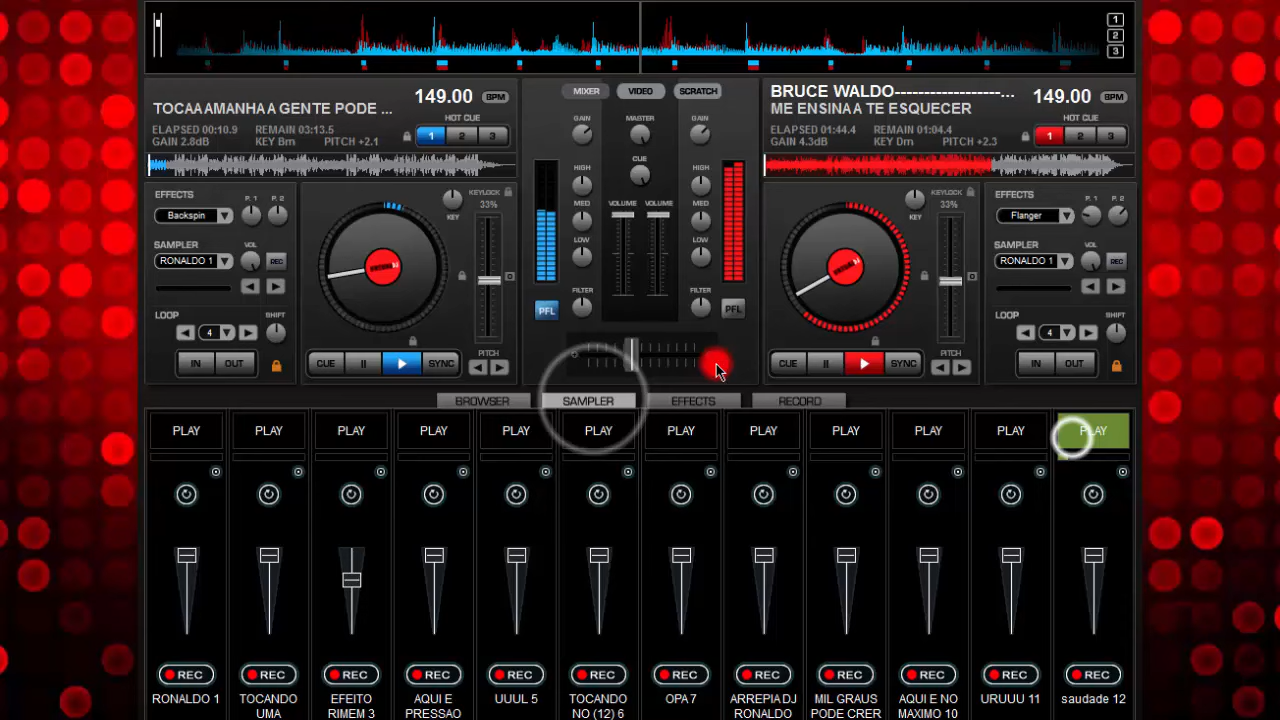 1
2
3
TOCAA AMANHA A GENTE PODE ...
149.00 BPM
HOT CUE
ELAPSED 00:10.9 REMAIN 03:13.5
GAIN 2.8dB KEY Bm PITCH +2.1
1 2 3
MIXER VIDEO SCRATCH
GAIN MASTER GAIN
CUE
HIGH HIGH
MED VOLUME VOLUME MED
LOW LOW
FILTER FILTER
PFL PFL
BRUCE WALDO-------------------...
ME ENSINA A TE ESQUECER
149.00 BPM
HOT CUE
ELAPSED 01:44.4 REMAIN 01:04.4
GAIN 4.3dB KEY Dm PITCH +2.3
1 2 3
EFFECTS P. 1 P. 2
Backspin
SAMPLER VOL
RONALDO 1 REC
LOOP SHIFT
4
IN OUT
KEYLOCK
33%
KEY
PITCH
CUE II SYNC
KEYLOCK
33%
KEY
PITCH
CUE II SYNC
EFFECTS P. 1 P. 2
Flanger
SAMPLER VOL
RONALDO 1 REC
LOOP SHIFT
4
IN OUT
BROWSER SAMPLER EFFECTS RECORD
PLAY PLAY PLAY PLAY PLAY PLAY PLAY PLAY PLAY PLAY PLAY PLAY
REC REC REC REC REC REC REC REC REC REC REC REC
RONALDO 1 TOCANDO EFEITO AQUI E UUUL 5 TOCANDO OPA 7 ARREPIA DJ MIL GRAUS AQUI E NO URUUU 11 saudade 12
UMA RIMEM 3 PRESSAO NO (12) 6 RONALDO PODE CRER MAXIMO 10